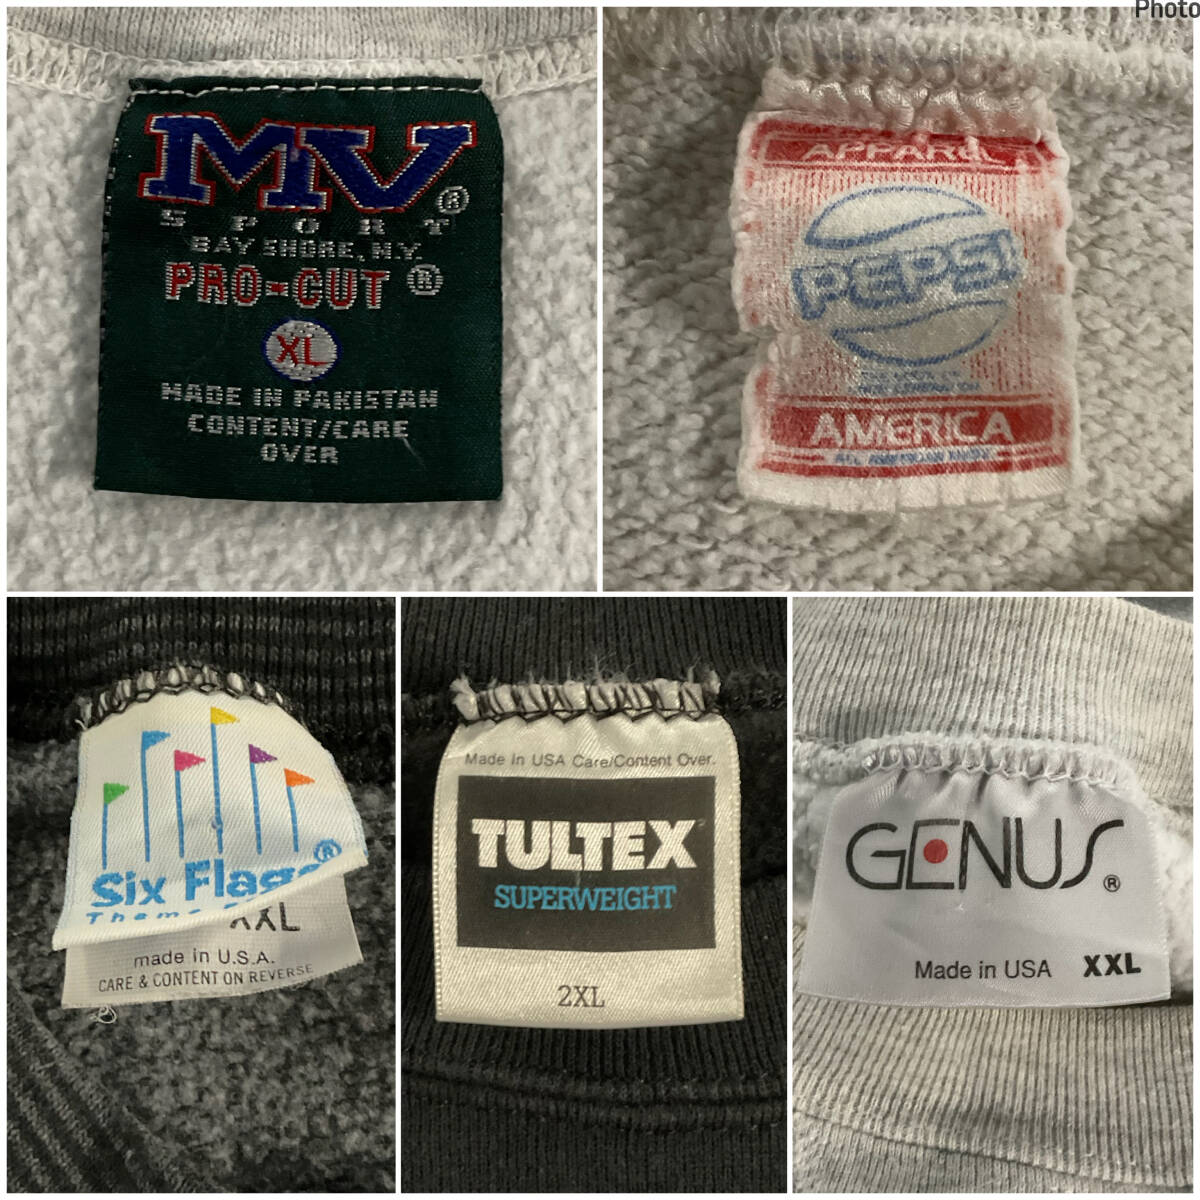 Photo
MV®
SPORT
BAY SHORE, N.Y.
PRO-CUT®
XL
MADE IN PAKISTAN
CONTENT/CARE
OVER
APPAREL
PEPSI
AMERICA
Six Flags®
Theme
XXL
made in U.S.A.
CARE & CONTENT ON REVERSE
Made In USA Care/Content Over.
TULTEX
SUPERWEIGHT
2XL
GENUS®
Made in USA XXL